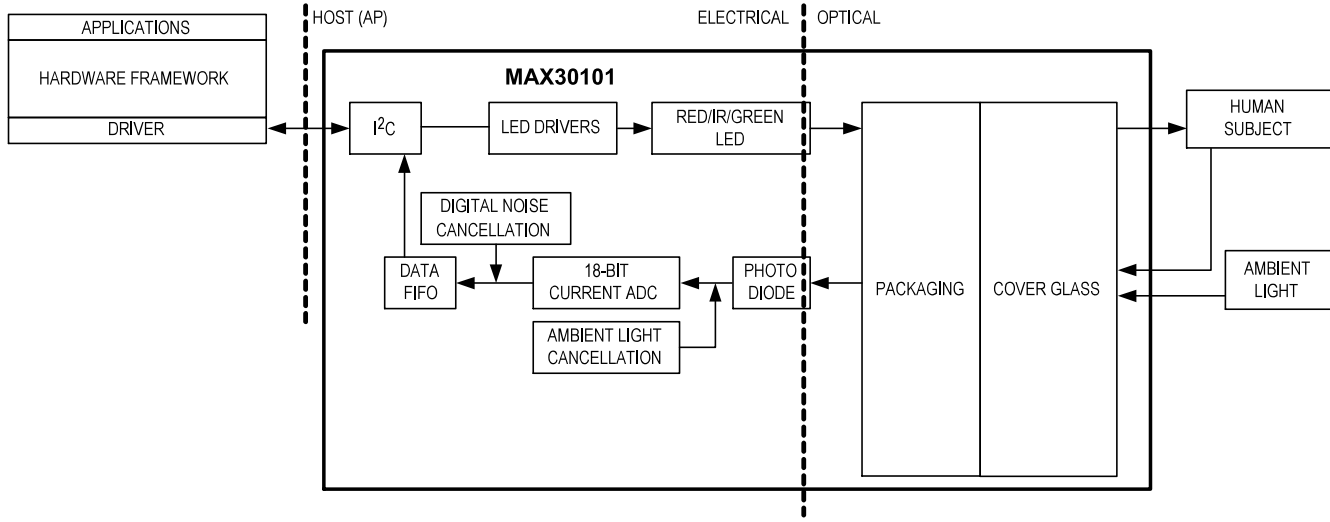 APPLICATIONS
HARDWARE FRAMEWORK
DRIVER
HOST (AP)
ELECTRICAL
OPTICAL
MAX30101
I²C
LED DRIVERS
RED/IR/GREEN
LED
HUMAN
SUBJECT
DIGITAL NOISE
CANCELLATION
DATA
FIFO
18-BIT
CURRENT ADC
PHOTO
DIODE
AMBIENT LIGHT
CANCELLATION
PACKAGING
COVER GLASS
AMBIENT
LIGHT